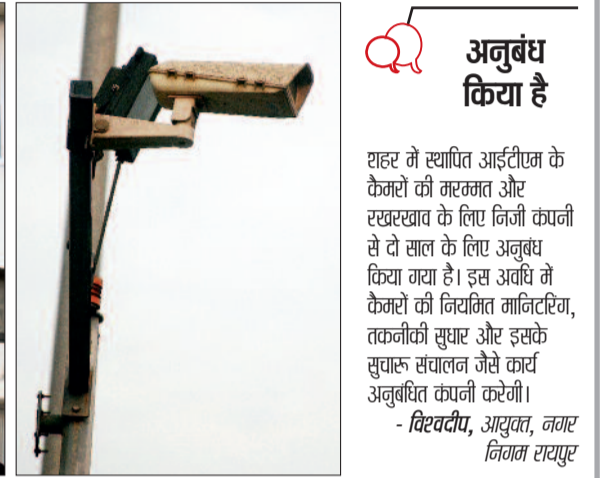 अनुबंध
किया है
शहर में स्थापित आईटीएम के
कैमरों की मरम्मत और
रखरखाव के लिए निजी कंपनी
से दो साल के लिए अनुबंध
किया गया है। इस अवधि में
कैमरों की नियमित मानिटरिंग,
तकनीकी सुधार और इसके
सुचारू संचालन जैसे कार्य
अनुबंधित कंपनी करेगी।
- विश्वदीप, आयुक्त, नगर
निगम रायपुर